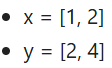 • x = [1, 2]
• y = [2, 4]